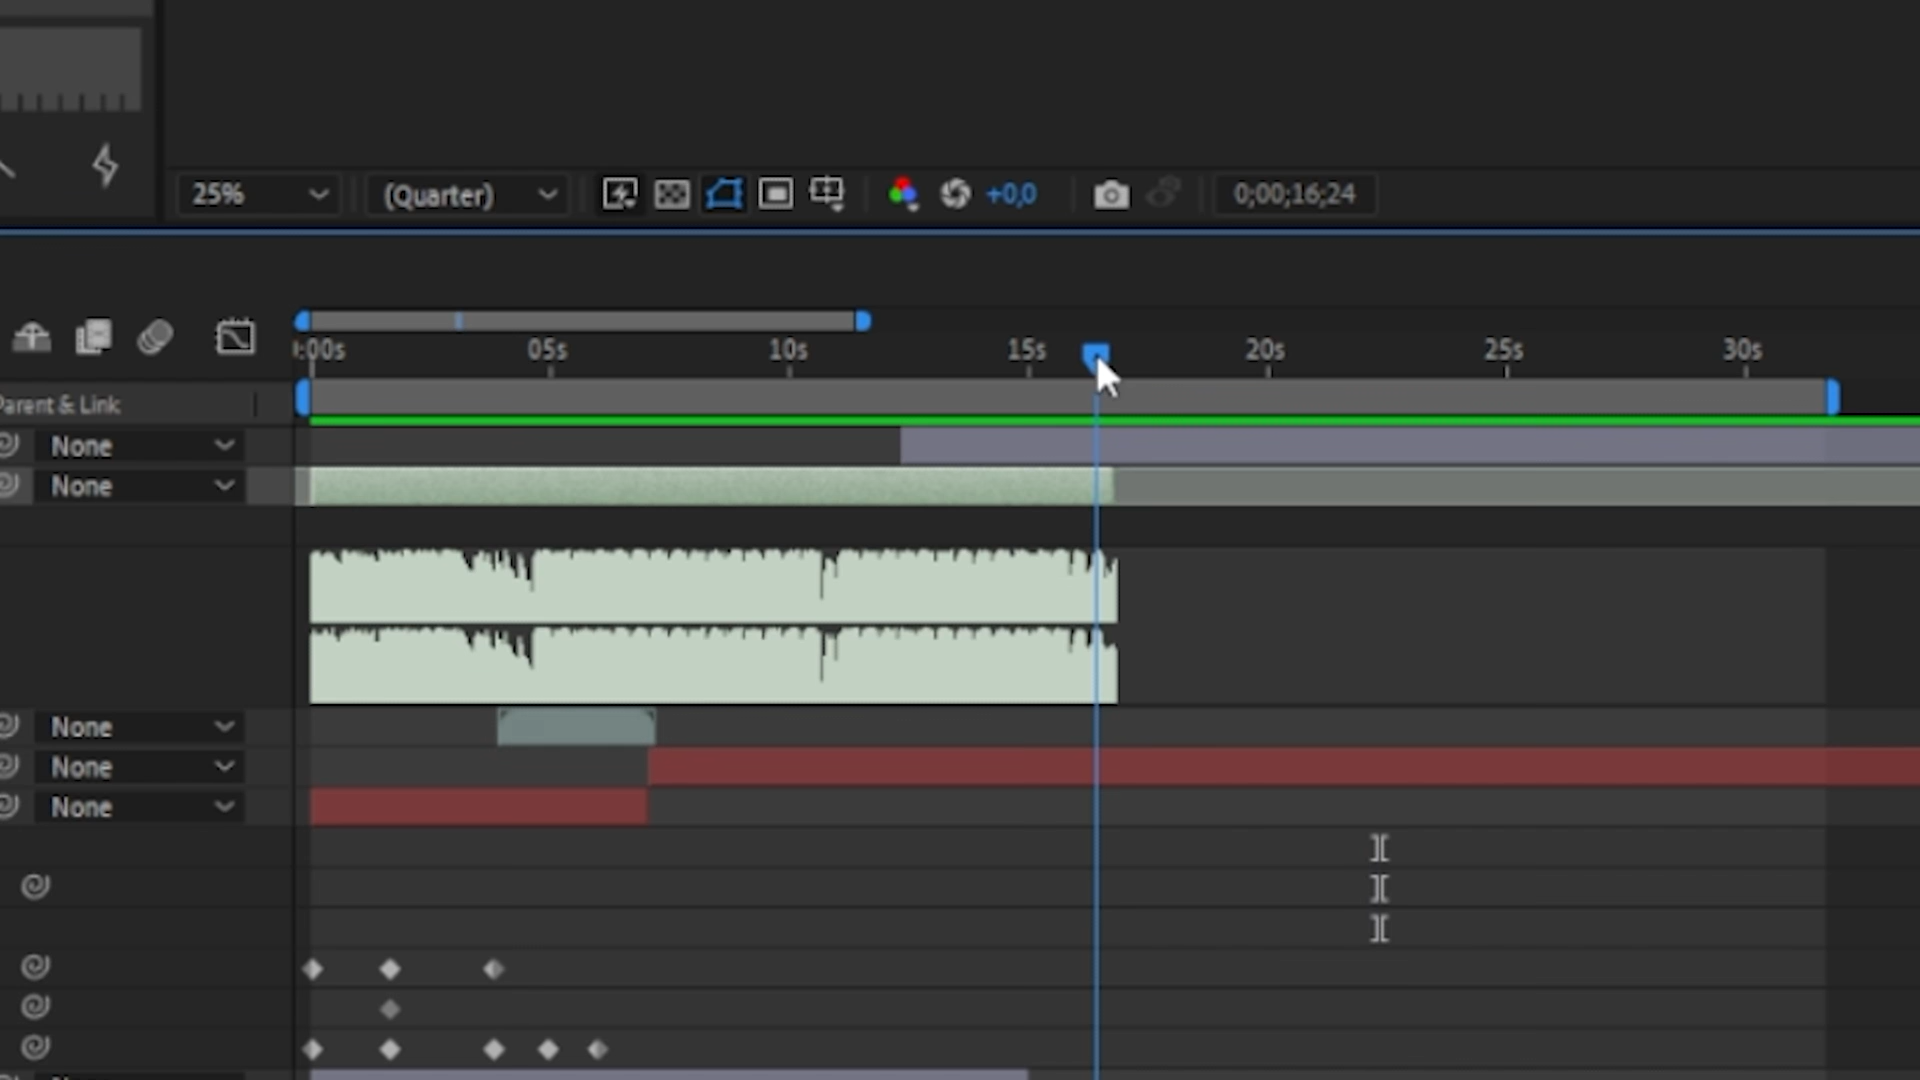 25% (Quarter) +0,0 0;00;16;24
:00s 05s 10s 15s 20s 25s 30s
Parent & Link
None
None
None
None
None